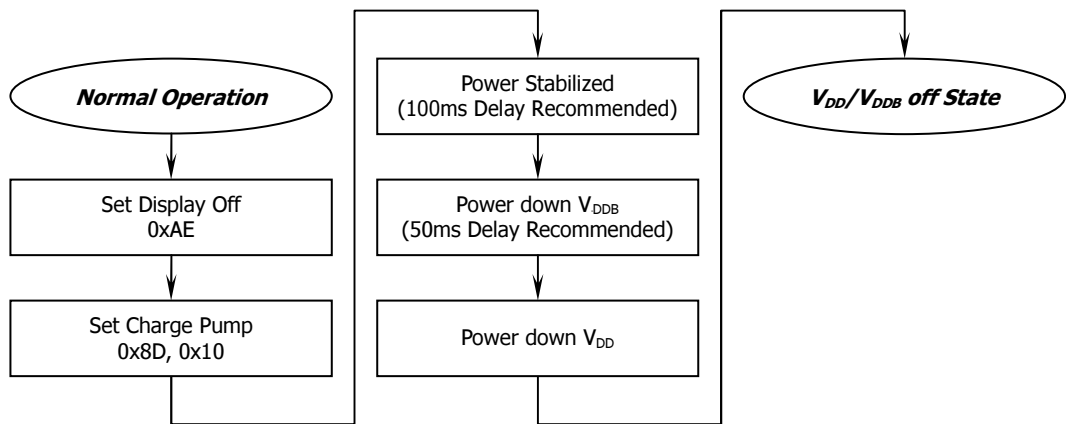 Normal Operation
Set Display Off
0xAE
Set Charge Pump
0x8D, 0x10
Power Stabilized
(100ms Delay Recommended)
Power down VDDB
(50ms Delay Recommended)
Power down VDD
VDD/VDDB off State